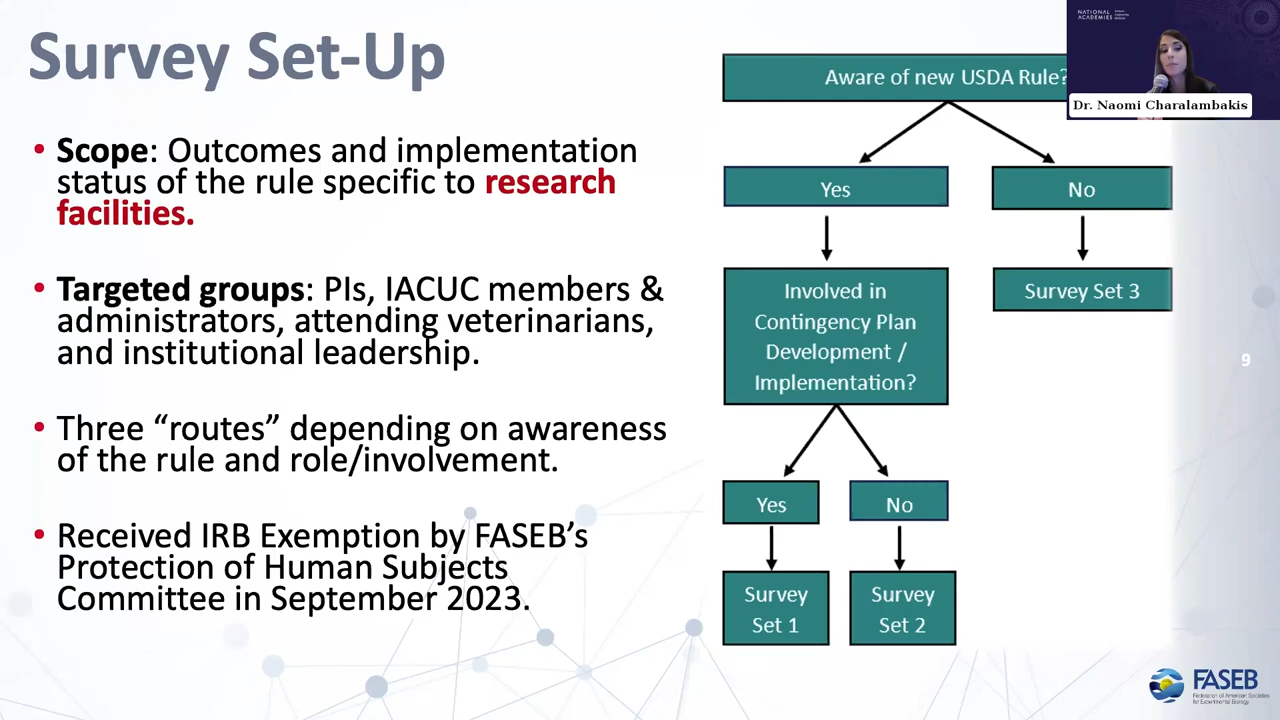 Survey Set-Up
• Scope: Outcomes and implementation
status of the rule specific to research
facilities.
• Targeted groups: PIs, IACUC members &
administrators, attending veterinarians,
and institutional leadership.
• Three “routes” depending on awareness
of the rule and role/involvement.
• Received IRB Exemption by FASEB’s
Protection of Human Subjects
Committee in September 2023.
Aware of new USDA Rule?
Yes
No
Involved in
Contingency Plan
Development /
Implementation?
Survey Set 3
Yes
No
Survey
Set 1
Survey
Set 2
NATIONAL
ACADEMIES
Dr. Naomi Charalambakis
9
FASEB
Federation of American Societies
for Experimental Biology